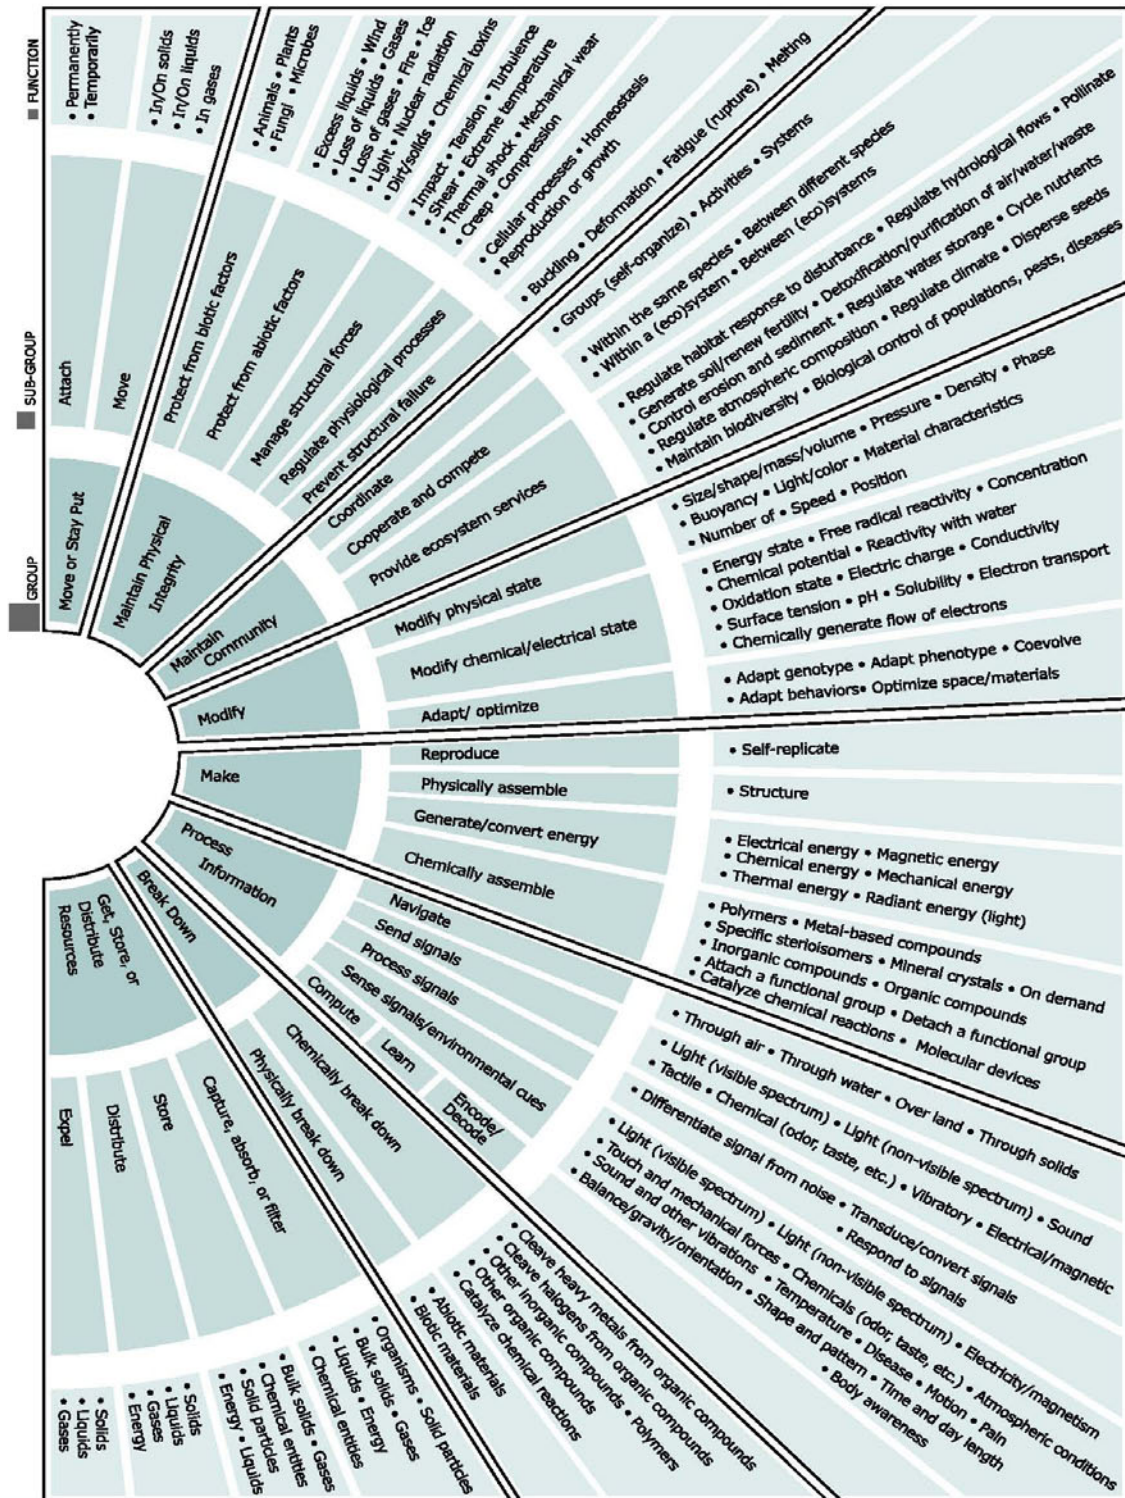 GROUP
SUB-GROUP
FUNCTION
Move or Stay Put
Attach
• Permanently
• Temporarily
Move
• In/On solids
• In/On liquids
• In gases
Maintain Physical
Integrity
Protect from biotic factors
• Animals • Plants
• Fungi • Microbes
Protect from abiotic factors
• Excess liquids • Wind
• Loss of liquids • Gases
• Loss of gases • Fire • Ice
• Light • Nuclear radiation
• Dirt/solids • Chemical toxins
Manage structural forces
• Impact • Tension • Turbulence
• Shear • Extreme temperature
• Thermal shock • Mechanical wear
• Creep • Compression
Regulate physiological processes
• Cellular processes • Homeostasis
• Reproduction or growth
Prevent structural failure
• Buckling • Deformation • Fatigue (rupture) • Melting
Maintain
Community
Coordinate
• Groups (self-organize) • Activities • Systems
Cooperate and compete
• Within the same species • Between different species
• Within a (eco)system • Between (eco)systems
Provide ecosystem services
• Regulate habitat response to disturbance • Regulate hydrological flows • Pollinate
• Generate soil/renew fertility • Detoxification/purification of air/water/waste
• Control erosion and sediment • Regulate water storage • Cycle nutrients
• Regulate atmospheric composition • Regulate climate • Disperse seeds
• Maintain biodiversity • Biological control of populations, pests, diseases
Modify
Modify physical state
• Size/shape/mass/volume • Pressure • Density • Phase
• Buoyancy • Light/color • Material characteristics
• Number of • Speed • Position
Modify chemical/electrical state
• Energy state • Free radical reactivity • Concentration
• Chemical potential • Reactivity with water
• Oxidation state • Electric charge • Conductivity
• Surface tension • pH • Solubility • Electron transport
• Chemically generate flow of electrons
Adapt/ optimize
• Adapt genotype • Adapt phenotype • Coevolve
• Adapt behaviors• Optimize space/materials
Make
Reproduce
• Self-replicate
Physically assemble
• Structure
Generate/convert energy
• Electrical energy • Magnetic energy
• Chemical energy • Mechanical energy
• Thermal energy • Radiant energy (light)
Chemically assemble
• Polymers • Metal-based compounds
• Specific sterioisomers • Mineral crystals • On demand
• Inorganic compounds • Organic compounds
• Attach a functional group • Detach a functional group
• Catalyze chemical reactions • Molecular devices
Process
Information
Navigate
• Through air • Through water • Over land • Through solids
Send signals
• Light (visible spectrum) • Light (non-visible spectrum) • Sound
• Tactile • Chemical (odor, taste, etc.) • Vibratory • Electrical/magnetic
Process signals
• Differentiate signal from noise • Transduce/convert signals
• Respond to signals
Sense signals/environmental cues
• Light (visible spectrum) • Light (non-visible spectrum) • Electricity/magnetism
• Touch and mechanical forces • Chemicals (odor, taste, etc.) • Atmospheric conditions
• Sound and other vibrations • Temperature • Disease • Motion • Pain
• Balance/gravity/orientation • Shape and pattern • Time and day length
• Body awareness
Compute
Learn
Encode/
Decode
Break Down
Chemically break down
• Cleave heavy metals from organic compounds
• Cleave halogens from organic compounds
• Other inorganic compounds • Polymers
• Other organic compounds
• Catalyze chemical reactions
Physically break down
• Abiotic materials
• Biotic materials
Get, Store, or
Distribute
Resources
Capture, absorb, or filter
• Organisms • Solid particles
• Bulk solids • Gases
• Liquids • Energy
• Chemical entities
Store
• Bulk solids • Gases
• Chemical entities
• Solid particles
• Energy • Liquids
Distribute
• Solids
• Liquids
• Gases
• Energy
Expel
• Solids
• Liquids
• Gases